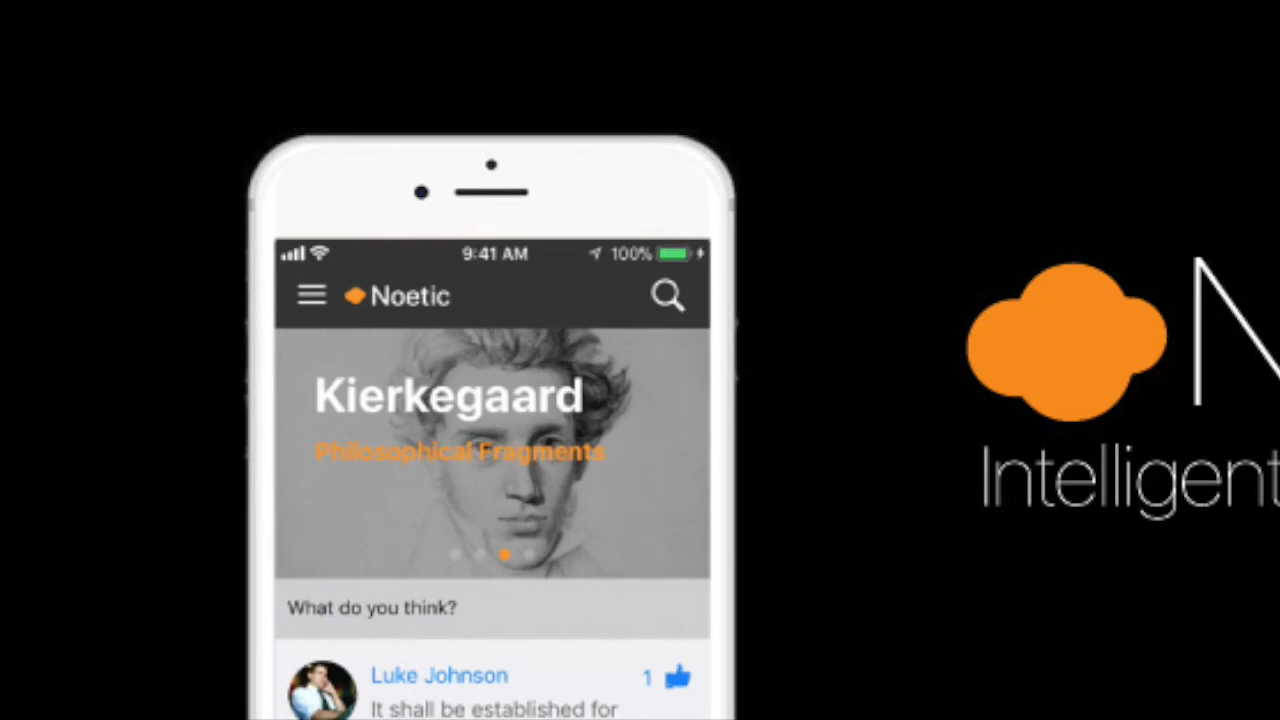 9:41 AM 100%
Noetic
Kierkegaard
Philosophical Fragments
What do you think?
Luke Johnson 1
It shall be established for
N
Intelligent